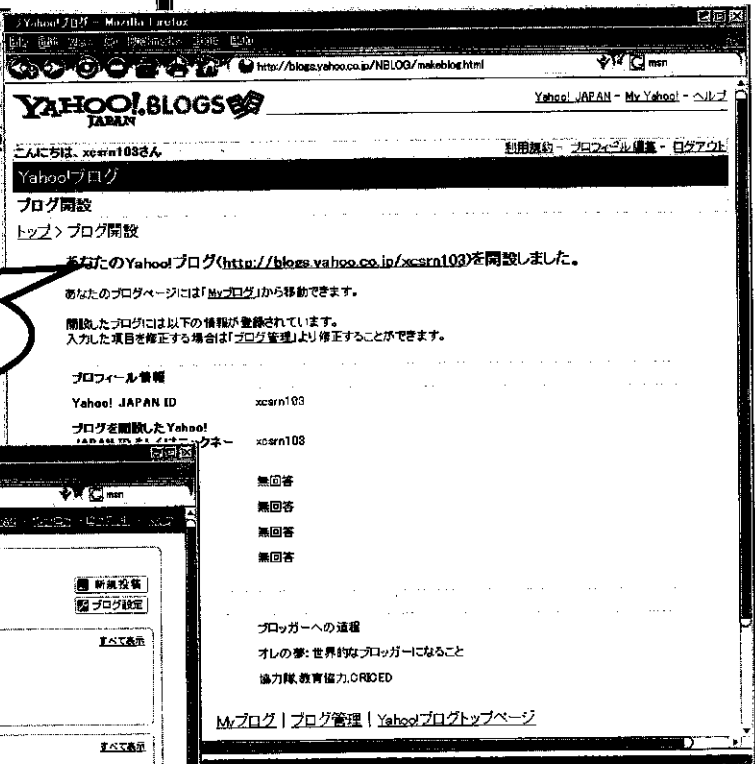 Yahoo!ブログ - Mozilla Firefox
http://blogs.yahoo.co.jp/NBLOG/makeblog.html
msn
YAHOO! BLOGS
JAPAN
Yahoo! JAPAN - My Yahoo! - ヘルプ
こんにちは、xcsrn103さん
利用規約 - プロフィール編集 - ログアウト
Yahoo!ブログ
ブログ開設
トップ > ブログ開設
あなたのYahoo!ブログ(http://blogs.yahoo.co.jp/xcsrn103)を開設しました。
あなたのブログページには「Myブログ」から移動できます。
開設したブログには以下の情報が登録されています。
入力した項目を修正する場合は「ブログ管理」より修正することができます。
プロフィール情報
Yahoo! JAPAN ID
xcsrn103
ブログを開設したYahoo!
JAPAN IDもしくはニックネー
xcsrn103
無回答
無回答
無回答
無回答
ブロッガーへの道程
オレの夢: 世界的なブロッガーになること
協力隊,教育協力,CRICED
Myブログ | ブログ管理 | Yahoo!ブログトップページ
msn
新規投稿
ブログ設定
すべて表示
すべて表示